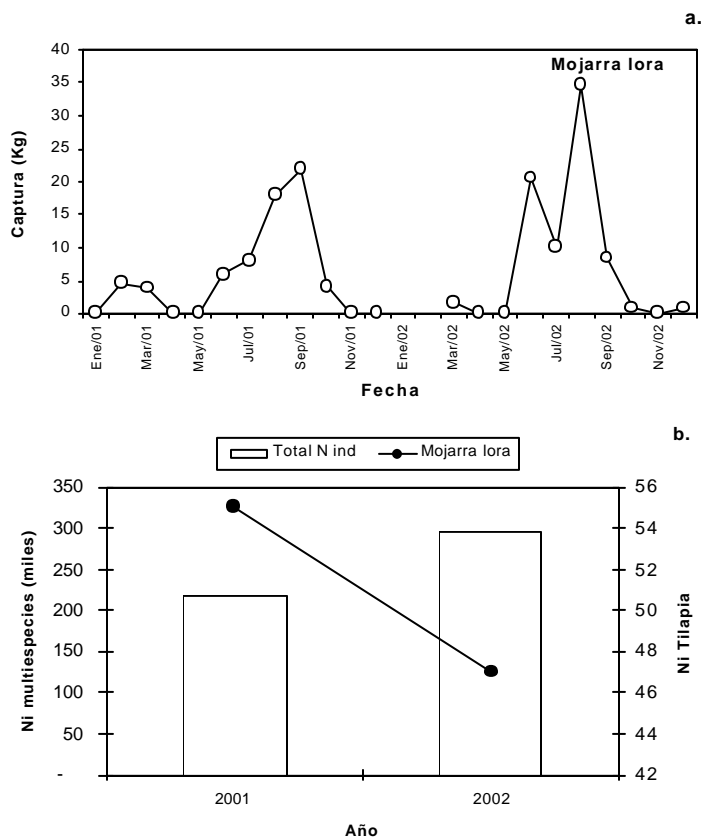 a.
Mojarra lora
Captura (Kg)
40
35
30
25
20
15
10
5
0
Ene/01
Mar/01
May/01
Jul/01
Sep/01
Nov/01
Ene/02
Mar/02
May/02
Jul/02
Sep/02
Nov/02
Fecha
b.
Total N ind
Mojarra lora
Ni multiespecies (miles)
350
300
250
200
150
100
50
-
56
54
52
50
48
46
44
42
Ni Tilapia
2001
2002
Año